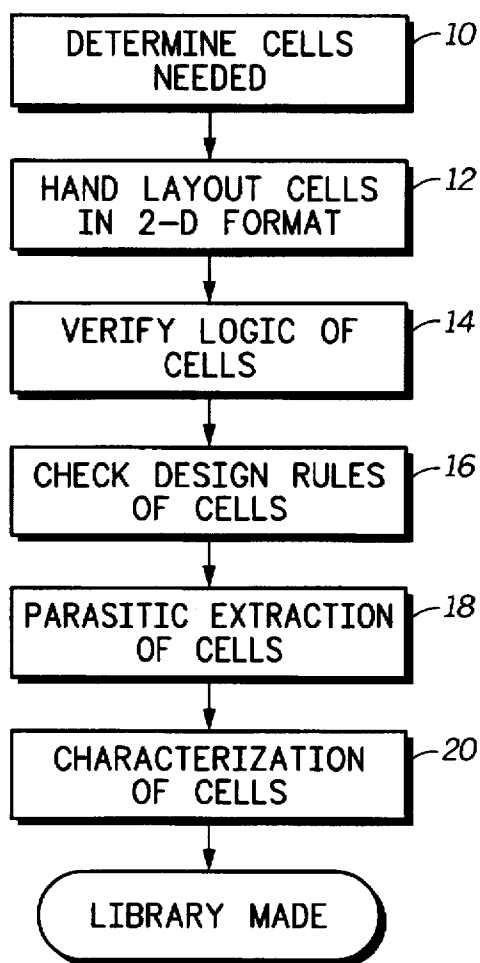 DETERMINE CELLS
NEEDED
10
HAND LAYOUT CELLS
IN 2-D FORMAT
12
VERIFY LOGIC OF
CELLS
14
CHECK DESIGN RULES
OF CELLS
16
PARASITIC EXTRACTION
OF CELLS
18
CHARACTERIZATION
OF CELLS
20
LIBRARY MADE